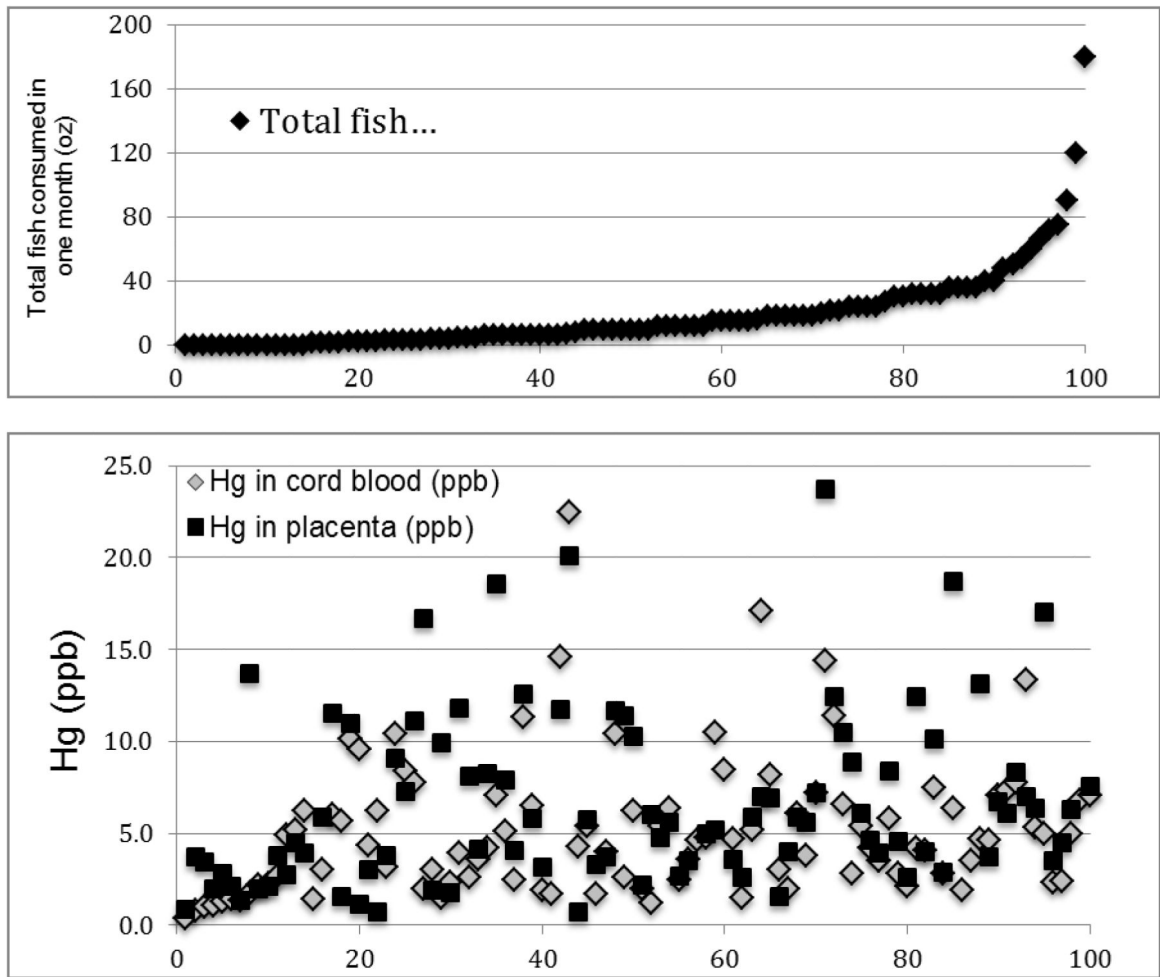 Total fish consumed in
one month (oz)
200
160
120
80
40
0
Total fish...
0 20 40 60 80 100
Hg (ppb)
25.0
20.0
15.0
10.0
5.0
0.0
Hg in cord blood (ppb)
Hg in placenta (ppb)
0 20 40 60 80 100